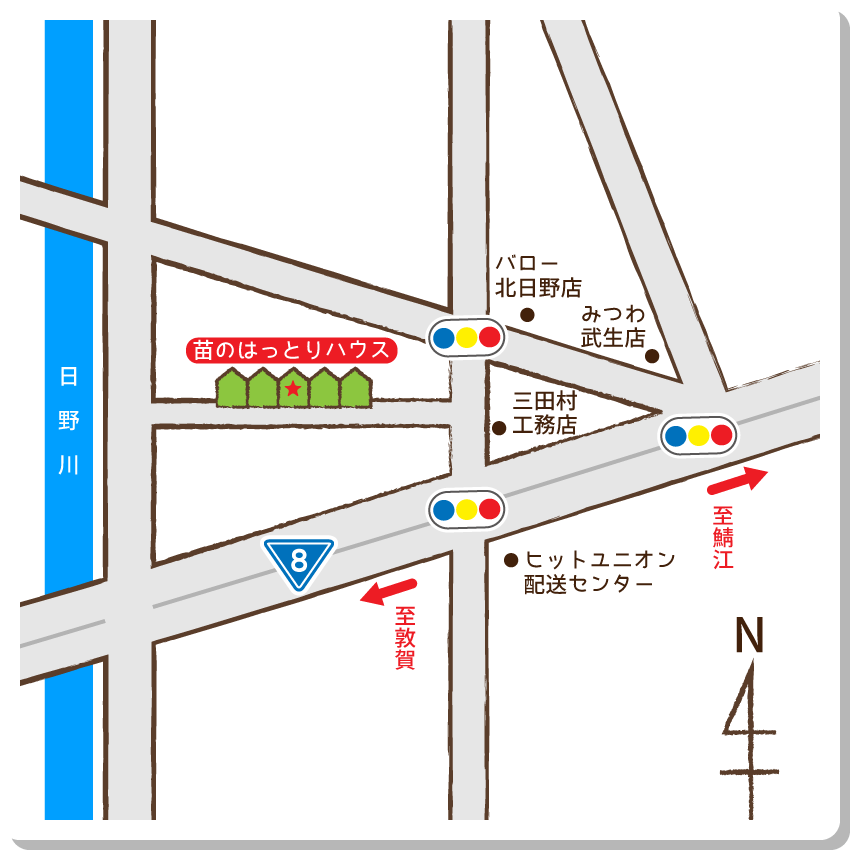 バロー
北日野店
みつわ
武生店
苗のはっとりハウス
日野川
三田村
工務店
至鯖江
8
ヒットユニオン
配送センター
至敦賀
N